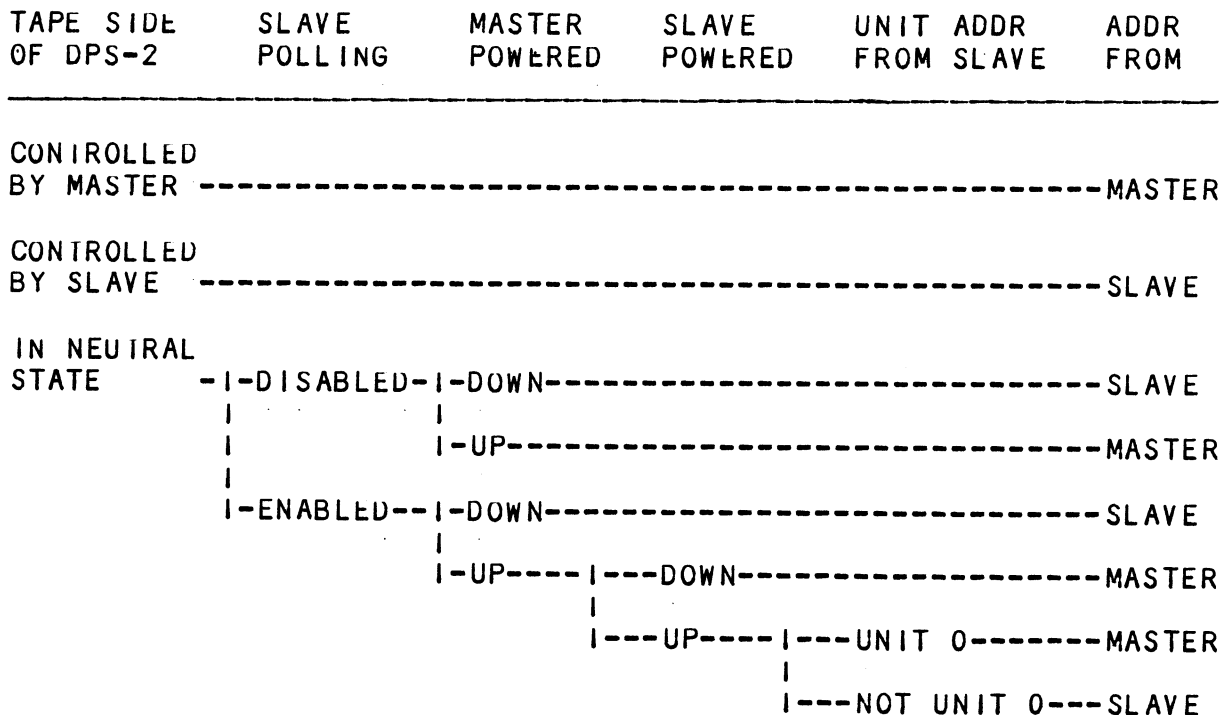 TAPE SIDE     SLAVE      MASTER     SLAVE      UNIT ADDR    ADDR
OF DPS-2      POLLING    POWERED    POWERED    FROM SLAVE   FROM
CONTROLLED
BY MASTER --------------------------------------------------MASTER
CONTROLLED
BY SLAVE  --------------------------------------------------SLAVE
IN NEUTRAL
STATE      -|-DISABLED-|-DOWN-------------------------------SLAVE
            |          |
            |          |-UP---------------------------------MASTER
            |
            |-ENABLED--|-DOWN-------------------------------SLAVE
                       |
                       |-UP----|---DOWN---------------------MASTER
                               |
                               |---UP----|---UNIT 0-------MASTER
                                         |
                                         |---NOT UNIT 0---SLAVE